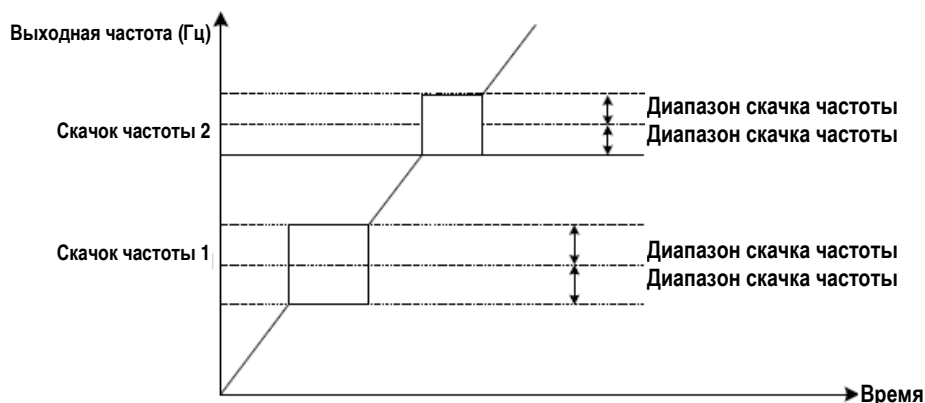 Выходная частота (Гц)
Диапазон скачка частоты
Скачок частоты 2
Диапазон скачка частоты
Скачок частоты 1
Диапазон скачка частоты
Диапазон скачка частоты
Время